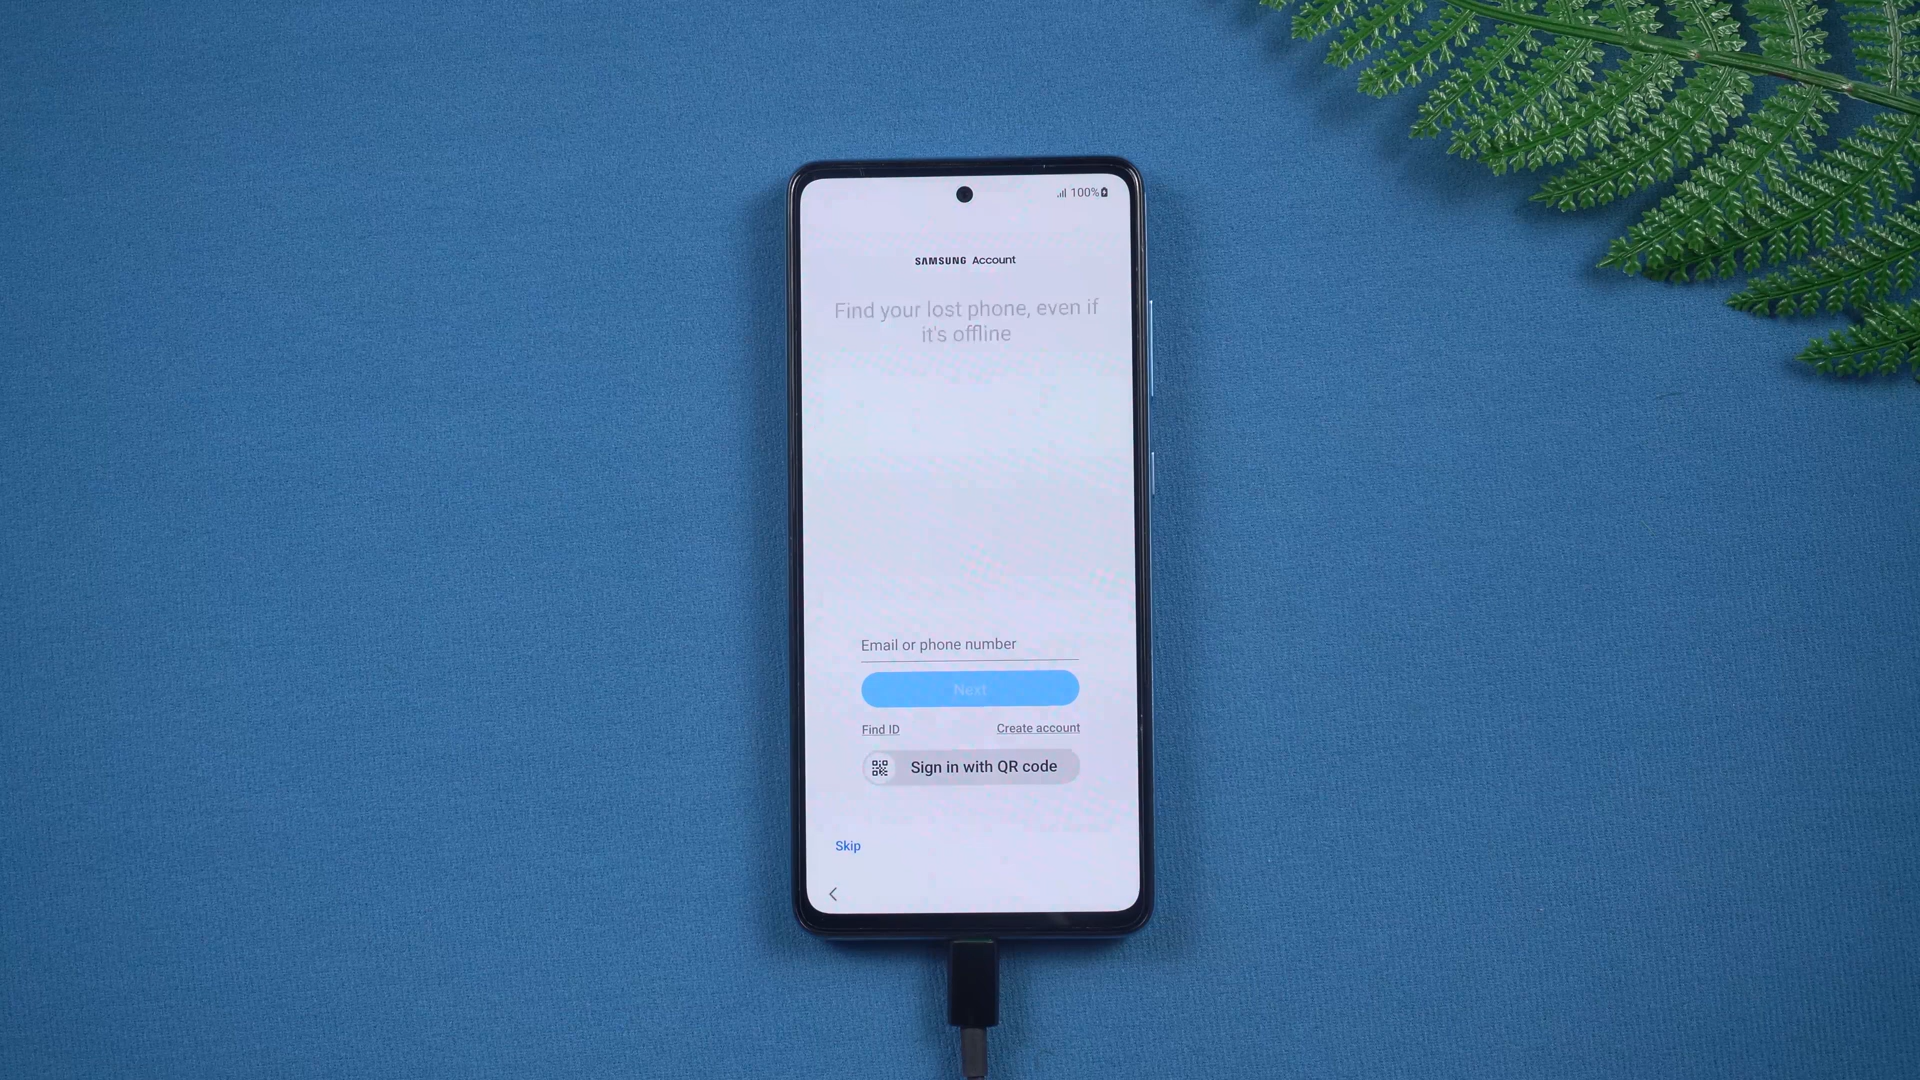 100%
SAMSUNG Account
Find your lost phone, even if
it's offline
Email or phone number
Next
Find ID
Create account
Sign in with QR code
Skip